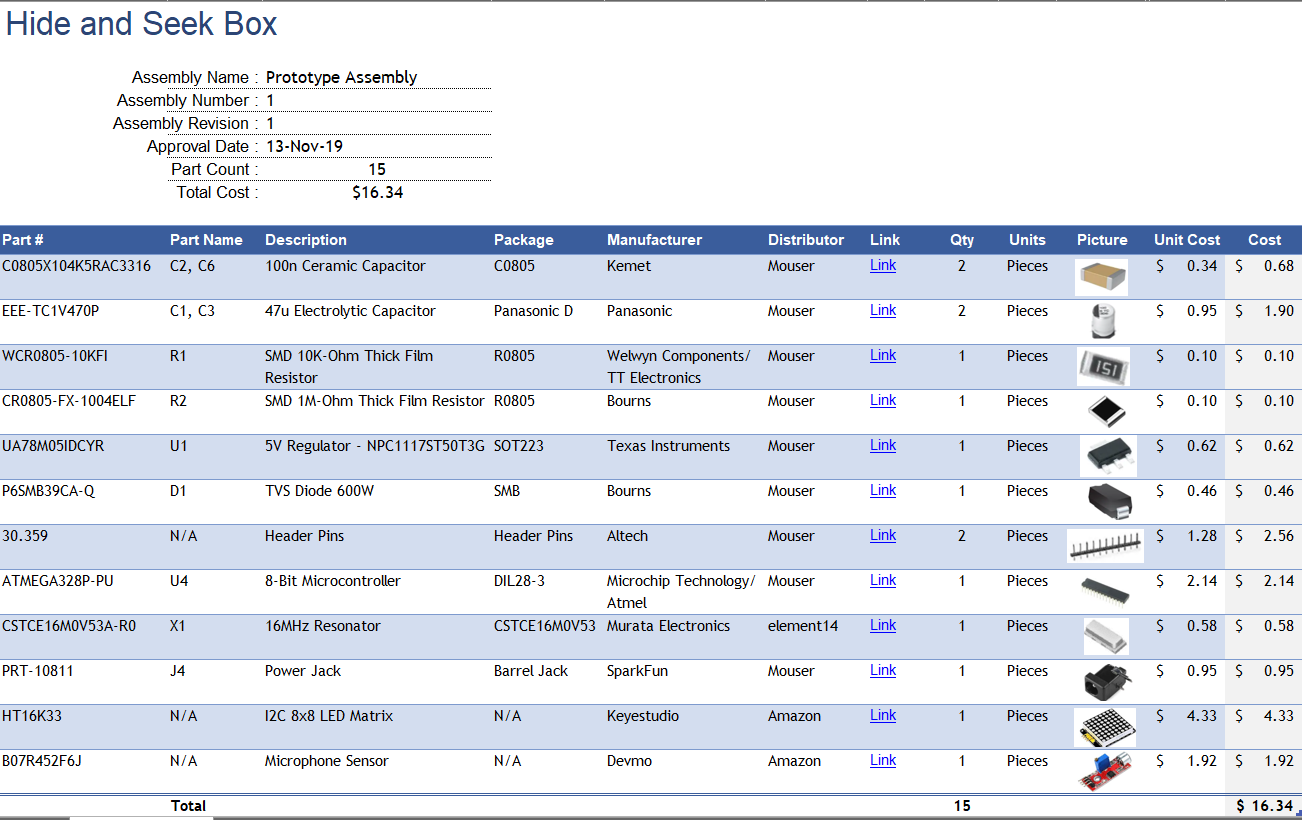 Hide and Seek Box
Assembly Name : Prototype Assembly
Assembly Number : 1
Assembly Revision : 1
Approval Date : 13-Nov-19
Part Count : 15
Total Cost : $16.34
Part # Part Name Description Package Manufacturer Distributor Link Qty Units Picture Unit Cost Cost
C0805X104K5RAC3316 C2, C6 100n Ceramic Capacitor C0805 Kemet Mouser Link 2 Pieces $ 0.34 $ 0.68
EEE-TC1V470P C1, C3 47u Electrolytic Capacitor Panasonic D Panasonic Mouser Link 2 Pieces $ 0.95 $ 1.90
WCR0805-10KFI R1 SMD 10K-Ohm Thick Film R0805 Welwyn Components/ Mouser Link 1 Pieces 151 $ 0.10 $ 0.10
Resistor TT Electronics
CR0805-FX-1004ELF R2 SMD 1M-Ohm Thick Film Resistor R0805 Bourns Mouser Link 1 Pieces $ 0.10 $ 0.10
UA78M05IDCYR U1 5V Regulator - NPC1117ST50T3G SOT223 Texas Instruments Mouser Link 1 Pieces $ 0.62 $ 0.62
P6SMB39CA-Q D1 TVS Diode 600W SMB Bourns Mouser Link 1 Pieces $ 0.46 $ 0.46
30.359 N/A Header Pins Header Pins Altech Mouser Link 2 Pieces $ 1.28 $ 2.56
ATMEGA328P-PU U4 8-Bit Microcontroller DIL28-3 Microchip Technology/ Mouser Link 1 Pieces $ 2.14 $ 2.14
Atmel
CSTCE16M0V53A-R0 X1 16MHz Resonator CSTCE16M0V53 Murata Electronics element14 Link 1 Pieces $ 0.58 $ 0.58
PRT-10811 J4 Power Jack Barrel Jack SparkFun Mouser Link 1 Pieces $ 0.95 $ 0.95
HT16K33 N/A I2C 8x8 LED Matrix N/A Keyestudio Amazon Link 1 Pieces $ 4.33 $ 4.33
B07R452F6J N/A Microphone Sensor N/A Devmo Amazon Link 1 Pieces $ 1.92 $ 1.92
Total 15 $ 16.34